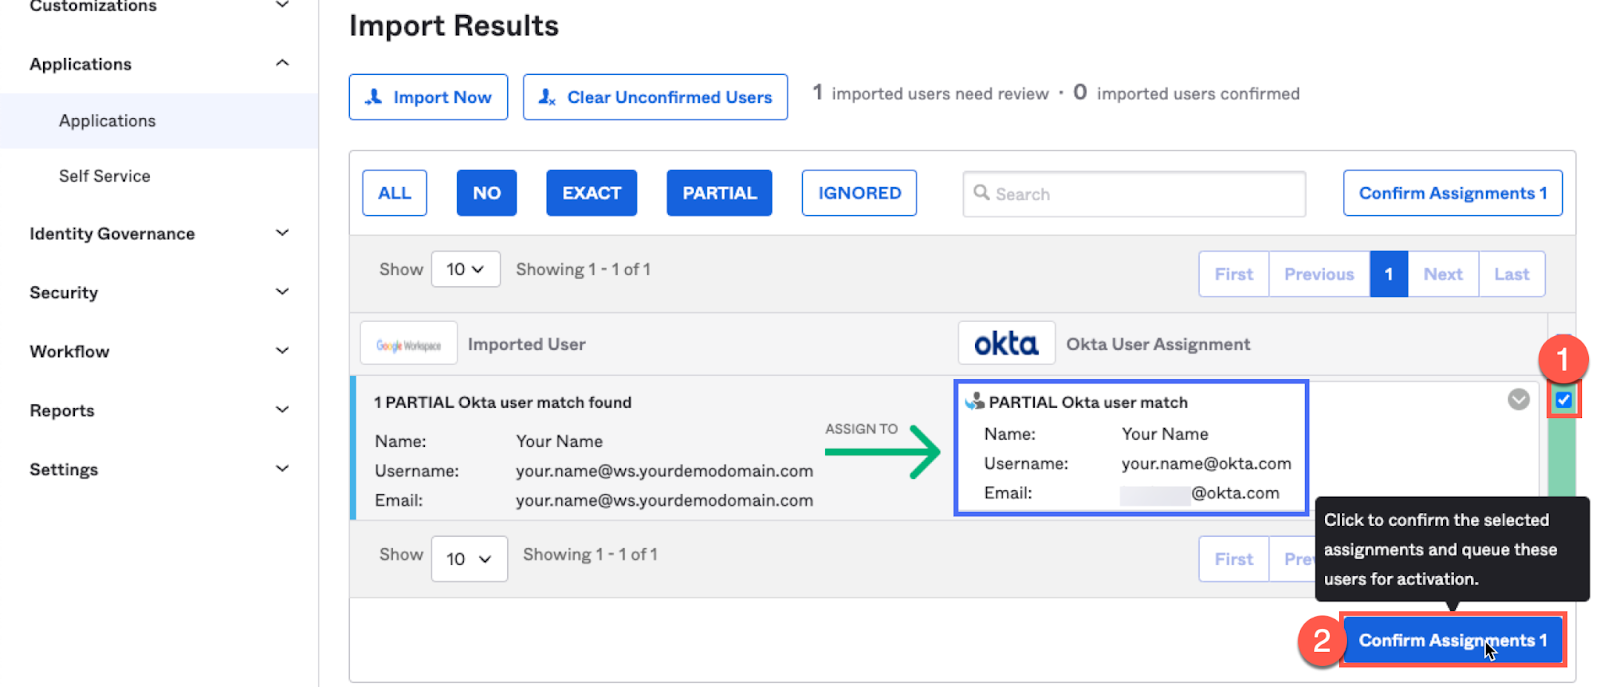 Customizations
Applications
Applications
Self Service
Identity Governance
Security
Workflow
Reports
Settings
Import Results
Import Now
Clear Unconfirmed Users
1 imported users need review · 0 imported users confirmed
ALL
NO
EXACT
PARTIAL
IGNORED
Search
Confirm Assignments 1
Show
10
Showing 1 - 1 of 1
First
Previous
1
Next
Last
Google Workspace
Imported User
okta
Okta User Assignment
1
1 PARTIAL Okta user match found
Name: Your Name
Username: your.name@ws.yourdemodomain.com
Email: your.name@ws.yourdemodomain.com
ASSIGN TO
PARTIAL Okta user match
Name: Your Name
Username: your.name@okta.com
Email: @okta.com
Show
10
Showing 1 - 1 of 1
First
Pre
Click to confirm the selected
assignments and queue these
users for activation.
2
Confirm Assignments 1